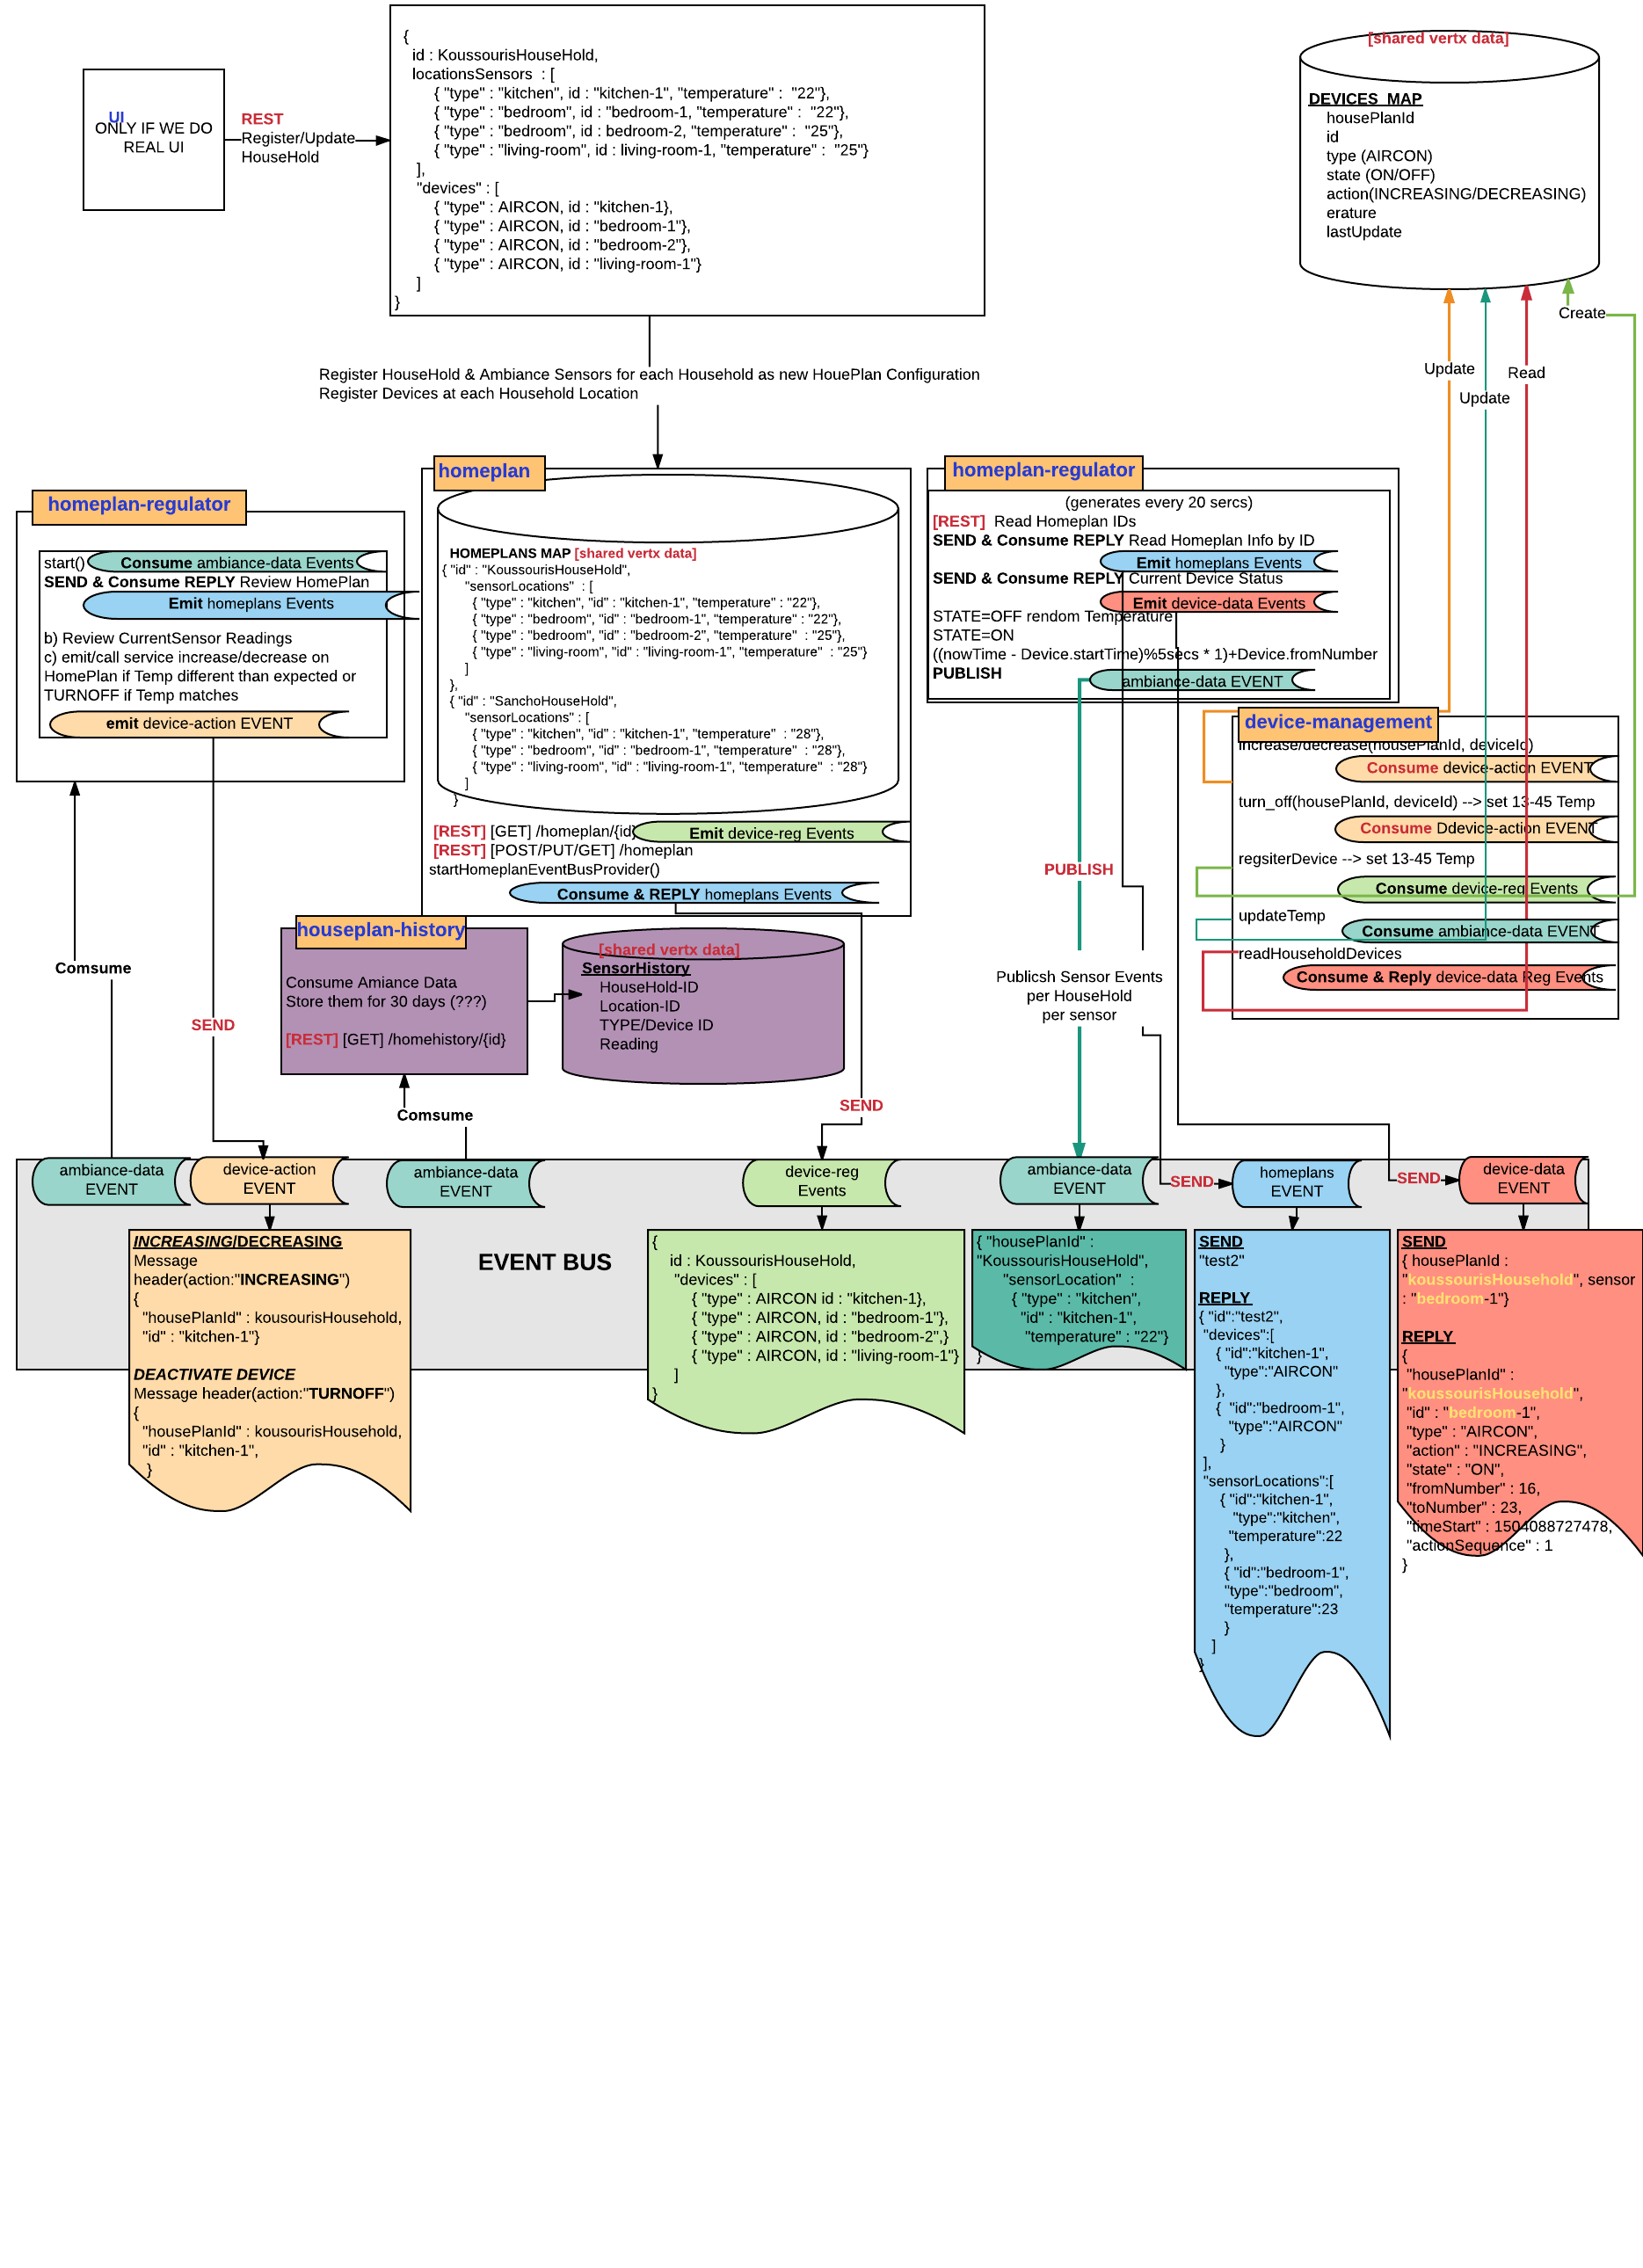 UI
ONLY IF WE DO
REAL UI
REST
Register/Update
HouseHold
{
id : KoussourisHouseHold,
locationsSensors  : [
{ "type" : "kitchen", id : "kitchen-1", "temperature" :  "22"},
{ "type" : "bedroom", id : "bedroom-1, "temperature" :  "22"},
{ "type" : "bedroom", id : bedroom-2, "temperature" :  "25"},
{ "type" : "living-room", id : living-room-1, "temperature" :  "25"}
],
"devices" : [
{ "type" : AIRCON, id : "kitchen-1},
{ "type" : AIRCON, id : "bedroom-1"},
{ "type" : AIRCON, id : "bedroom-2"},
{ "type" : AIRCON, id : "living-room-1"}
]
}
[shared vertx data]
DEVICES  MAP
housePlanId
id
type (AIRCON)
state (ON/OFF)
action(INCREASING/DECREASING)
erature
lastUpdate
Create
Update
Read
Update
Register HouseHold & Ambiance Sensors for each Household as new HouePlan Configuration
Register Devices at each Household Location
homeplan-regulator
start()
Consume ambiance-data Events
SEND & Consume REPLY Review HomePlan
Emit homeplans Events
b) Review CurrentSensor Readings
c) emit/call service increase/decrease on
HomePlan if Temp different than expected or
TURNOFF if Temp matches
emit device-action EVENT
homeplan
HOMEPLANS MAP [shared vertx data]
{ "id" : "KoussourisHouseHold",
"sensorLocations"  : [
{ "type" : "kitchen", "id" : "kitchen-1", "temperature" : "22"},
{ "type" : "bedroom", "id" : "bedroom-1", "temperature" : "22"},
{ "type" : "bedroom", "id" : "bedroom-2", "temperature"  : "25"},
{ "type" : "living-room", "id" : "living-room-1", "temperature"  : "25"}
]
},
{ "id" : "SanchoHouseHold",
"sensorLocations" : [
{ "type" : "kitchen", "id" : "kitchen-1", "temperature"  : "28"},
{ "type" : "bedroom", "id" : "bedroom-1", "temperature"  : "28"},
{ "type" : "living-room", "id" : "living-room-1", "temperature"  : "28"}
]
}
[REST] [GET] /homeplan/{id}
Emit device-reg Events
[REST] [POST/PUT/GET] /homeplan
startHomeplanEventBusProvider()
Consume & REPLY homeplans Events
homeplan-regulator
(generates every 20 sercs)
[REST]  Read Homeplan IDs
SEND & Consume REPLY Read Homeplan Info by ID
Emit homeplans Events
SEND & Consume REPLY Current Device Status
Emit device-data Events
STATE=OFF rendom Temperature
STATE=ON
((nowTime - Device.startTime)%5secs * 1)+Device.fromNumber
PUBLISH
ambiance-data EVENT
device-management
increase/decrease(housePlanId, deviceId)
Consume device-action EVENT
turn_off(housePlanId, deviceId) --> set 13-45 Temp
Consume Ddevice-action EVENT
regsiterDevice --> set 13-45 Temp
Consume device-reg Events
updateTemp
Consume ambiance-data EVENT
readHouseholdDevices
Consume & Reply device-data Reg Events
PUBLISH
Publicsh Sensor Events
per HouseHold
per sensor
houseplan-history
Consume Amiance Data
Store them for 30 days (???)
[REST] [GET] /homehistory/{id}
[shared vertx data]
SensorHistory
HouseHold-ID
Location-ID
TYPE/Device ID
Reading
Comsume
SEND
Comsume
SEND
SEND
SEND
ambiance-data
EVENT
device-action
EVENT
ambiance-data
EVENT
device-reg
Events
ambiance-data
EVENT
homeplans
EVENT
device-data
EVENT
EVENT BUS
INCREASING/DECREASING
Message
header(action:"INCREASING")
{
"housePlanId" : kousourisHousehold,
"id" : "kitchen-1"}
DEACTIVATE DEVICE
Message header(action:"TURNOFF")
{
"housePlanId" : kousourisHousehold,
"id" : "kitchen-1",
}
{
id : KoussourisHouseHold,
"devices" : [
{ "type" : AIRCON id : "kitchen-1},
{ "type" : AIRCON, id : "bedroom-1"},
{ "type" : AIRCON, id : "bedroom-2",}
{ "type" : AIRCON, id : "living-room-1"}
]
}
{ "housePlanId" :
"KoussourisHouseHold",
"sensorLocation"  :
{ "type" : "kitchen",
"id" : "kitchen-1",
"temperature" : "22"}
}
SEND
"test2"
REPLY
{ "id":"test2",
"devices":[
{ "id":"kitchen-1",
"type":"AIRCON"
},
{  "id":"bedroom-1",
"type":"AIRCON"
}
],
"sensorLocations":[
{ "id":"kitchen-1",
"type":"kitchen",
"temperature":22
},
{ "id":"bedroom-1",
"type":"bedroom",
"temperature":23
}
]
}
SEND
{ housePlanId :
"koussourisHousehold", sensor
: "bedroom-1"}
REPLY
{
"housePlanId" :
"koussourisHousehold",
"id" : "bedroom-1",
"type" : "AIRCON",
"action" : "INCREASING",
"state" : "ON",
"fromNumber" : 16,
"toNumber" : 23,
"timeStart" : 1504088727478,
"actionSequence" : 1
}